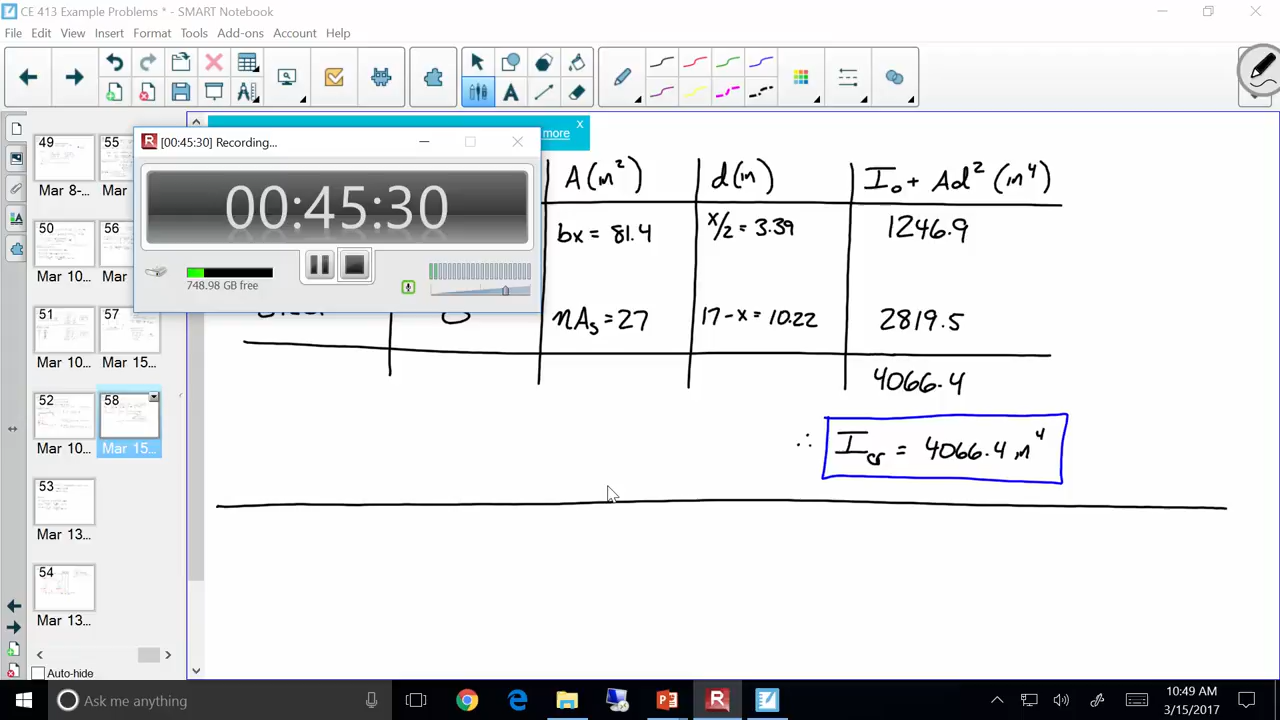 CE 413 Example Problems * - SMART Notebook
File Edit View Insert Format Tools Add-ons Account Help
more x
[00:45:30] Recording...
00:45:30
748.98 GB free
A (in²) d (in) I₀ + Ad² (in⁴)
bx = 81.4 x/2 = 3.39 1246.9
Steel 0 nAₛ = 27 17 - x = 10.22 2819.5
4066.4
∴ Icr = 4066.4 in⁴
49 55
Mar 8-...
50 56
Mar 10...
51 57
Mar 10... Mar 15...
52 58
Mar 10... Mar 15...
53
Mar 13...
54
Mar 13...
Auto-hide
Ask me anything
10:49 AM
3/15/2017